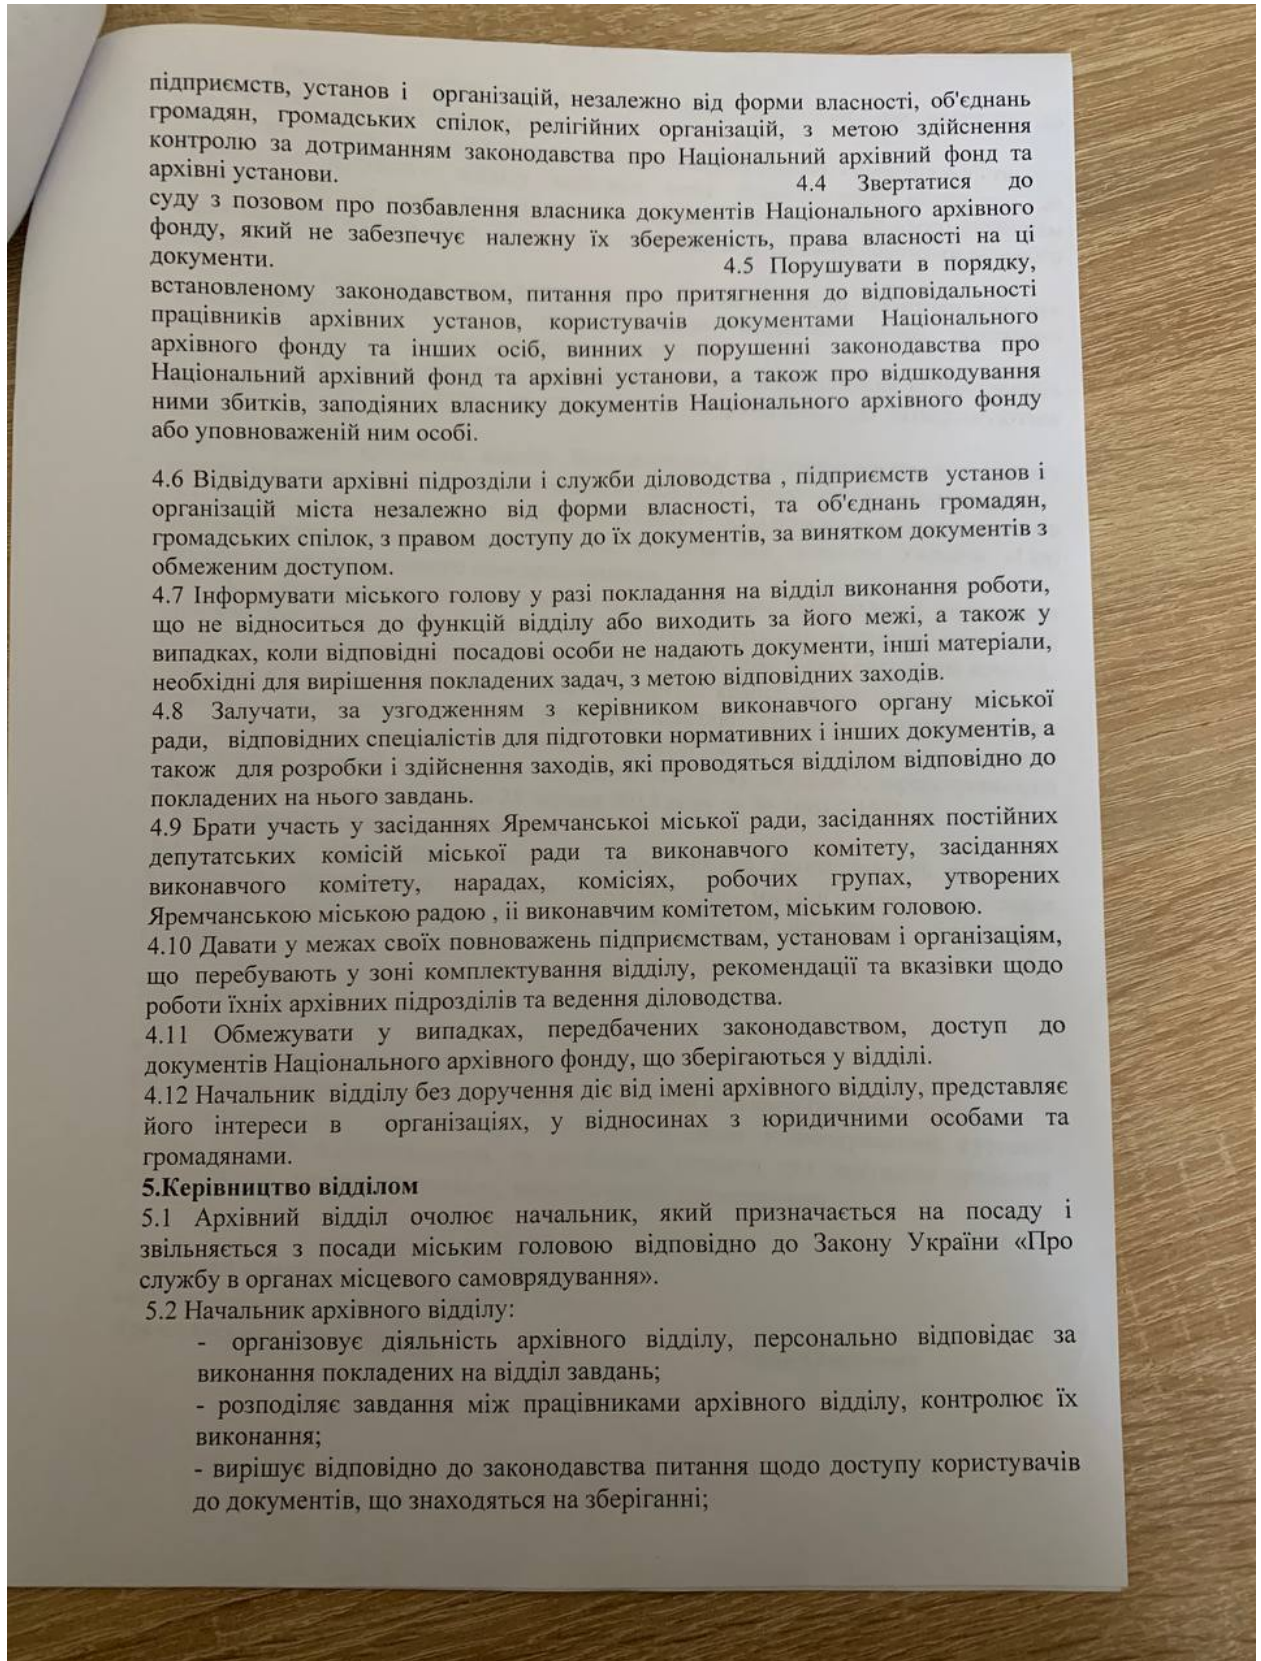 підприємств, установ і організацій, незалежно від форми власності, об'єднань
громадян, громадських спілок, релігійних організацій, з метою здійснення
контролю за дотриманням законодавства про Національний архівний фонд та
архівні установи. 4.4 Звертатися до
суду з позовом про позбавлення власника документів Національного архівного
фонду, який не забезпечує належну їх збереженість, права власності на ці
документи. 4.5 Порушувати в порядку,
встановленому законодавством, питання про притягнення до відповідальності
працівників архівних установ, користувачів документами Національного
архівного фонду та інших осіб, винних у порушенні законодавства про
Національний архівний фонд та архівні установи, а також про відшкодування
ними збитків, заподіяних власнику документів Національного архівного фонду
або уповноваженій ним особі.
4.6 Відвідувати архівні підрозділи і служби діловодства , підприємств установ і
організацій міста незалежно від форми власності, та об'єднань громадян,
громадських спілок, з правом доступу до їх документів, за винятком документів з
обмеженим доступом.
4.7 Інформувати міського голову у разі покладання на відділ виконання роботи,
що не відноситься до функцій відділу або виходить за його межі, а також у
випадках, коли відповідні посадові особи не надають документи, інші матеріали,
необхідні для вирішення покладених задач, з метою відповідних заходів.
4.8 Залучати, за узгодженням з керівником виконавчого органу міської
ради, відповідних спеціалістів для підготовки нормативних і інших документів, а
також для розробки і здійснення заходів, які проводяться відділом відповідно до
покладених на нього завдань.
4.9 Брати участь у засіданнях Яремчанської міської ради, засіданнях постійних
депутатських комісій міської ради та виконавчого комітету, засіданнях
виконавчого комітету, нарадах, комісіях, робочих групах, утворених
Яремчанською міською радою , іі виконавчим комітетом, міським головою.
4.10 Давати у межах своїх повноважень підприємствам, установам і організаціям,
що перебувають у зоні комплектування відділу, рекомендації та вказівки щодо
роботи їхніх архівних підрозділів та ведення діловодства.
4.11 Обмежувати у випадках, передбачених законодавством, доступ до
документів Національного архівного фонду, що зберігаються у відділі.
4.12 Начальник відділу без доручення діє від імені архівного відділу, представляє
його інтереси в організаціях, у відносинах з юридичними особами та
громадянами.
5.Керівництво відділом
5.1 Архівний відділ очолює начальник, який призначається на посаду і
звільняється з посади міським головою відповідно до Закону України «Про
службу в органах місцевого самоврядування».
5.2 Начальник архівного відділу:
- організовує діяльність архівного відділу, персонально відповідає за
виконання покладених на відділ завдань;
- розподіляє завдання між працівниками архівного відділу, контролює їх
виконання;
- вирішує відповідно до законодавства питання щодо доступу користувачів
до документів, що знаходяться на зберіганні;